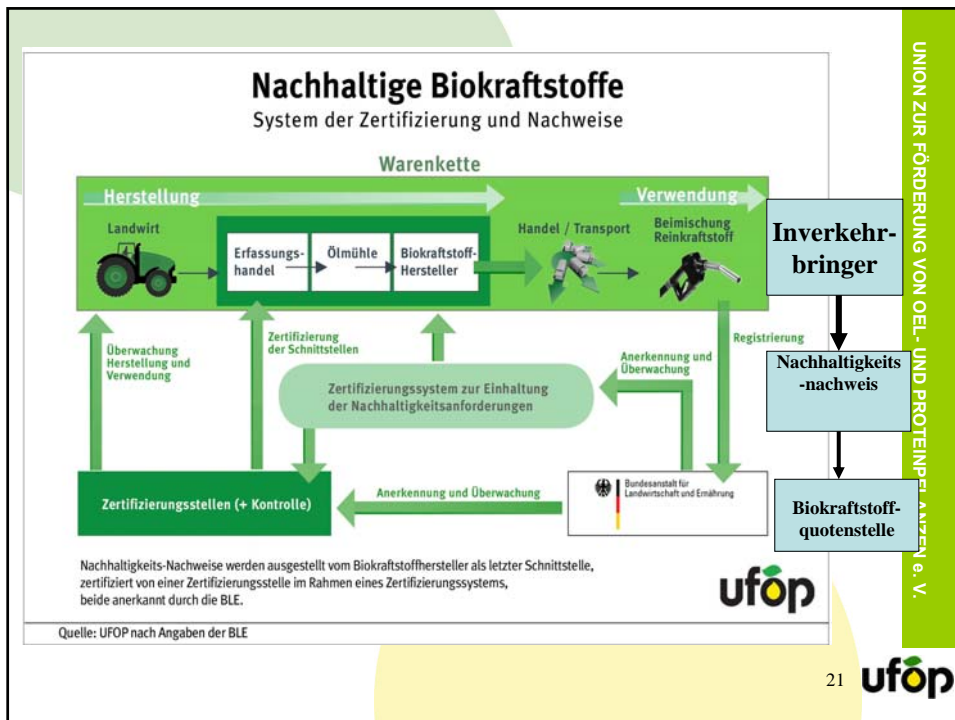 Nachhaltige Biokraftstoffe
System der Zertifizierung und Nachweise
Warenkette
Herstellung
Verwendung
Landwirt
Erfassungs-
handel
Ölmühle
Biokraftstoff-
Hersteller
Handel / Transport
Beimischung
Reinkraftstoff
Inverkehr-
bringer
Überwachung
Herstellung und
Verwendung
Zertifizierung
der Schnittstellen
Anerkennung und
Überwachung
Registrierung
Nachhaltigkeits
-nachweis
Zertifizierungssystem zur Einhaltung
der Nachhaltigkeitsanforderungen
Zertifizierungsstellen (+ Kontrolle)
Anerkennung und Überwachung
Bundesanstalt für
Landwirtschaft und Ernährung
Biokraftstoff-
quotenstelle
Nachhaltigkeits-Nachweise werden ausgestellt vom Biokraftstoffhersteller als letzter Schnittstelle,
zertifiziert von einer Zertifizierungsstelle im Rahmen eines Zertifizierungssystems,
beide anerkannt durch die BLE.
ufop
Quelle: UFOP nach Angaben der BLE
UNION ZUR FÖRDERUNG VON OEL- UND PROTEINPFLANZEN e. V.
21
ufop